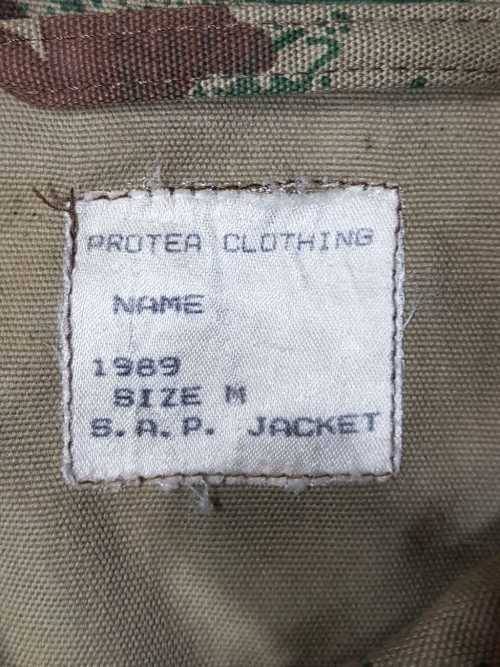 PROTEA CLOTHING
NAME
1989
SIZE M
S.A.P. JACKET